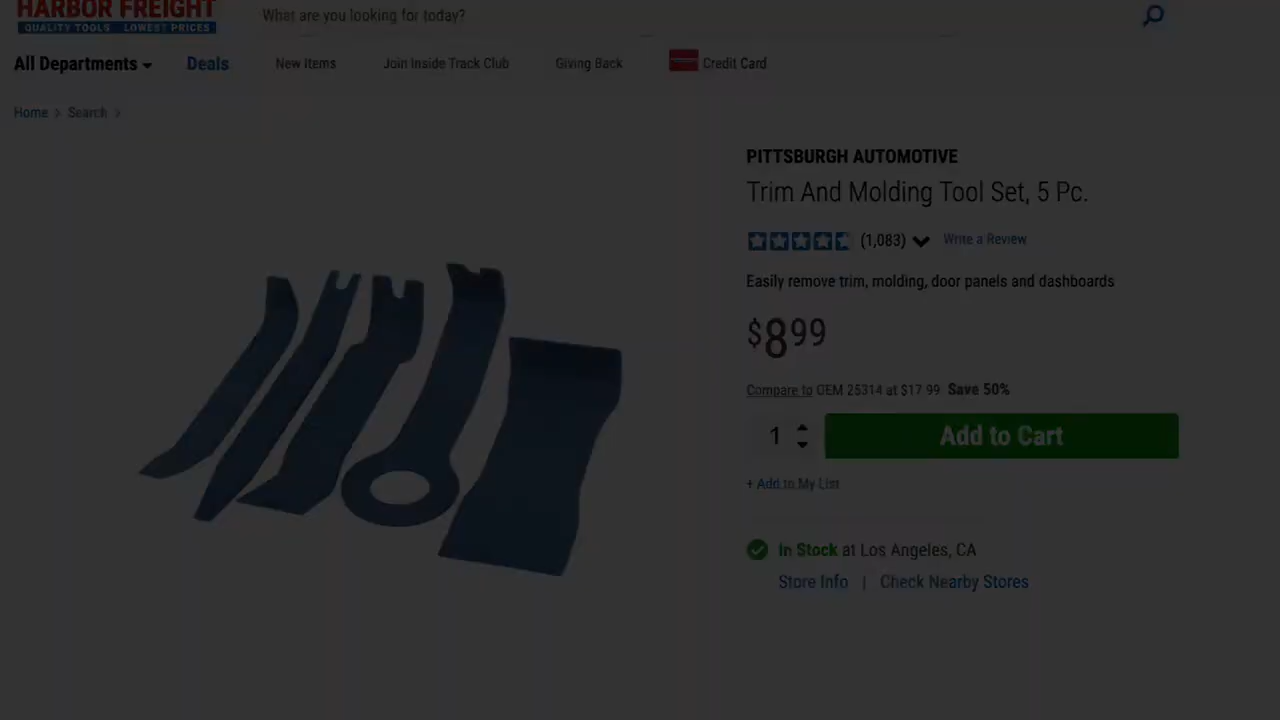 HARBOR FREIGHT
QUALITY TOOLS LOWEST PRICES
What are you looking for today?
All Departments
Deals
New Items
Join Inside Track Club
Giving Back
Credit Card
Home > Search >
PITTSBURGH AUTOMOTIVE
Trim And Molding Tool Set, 5 Pc.
(1,083)
Write a Review
Easily remove trim, molding, door panels and dashboards
$8 99
Compare to OEM 25314 at $17.99 Save 50%
1
Add to Cart
+ Add to My List
In Stock at Los Angeles, CA
Store Info | Check Nearby Stores